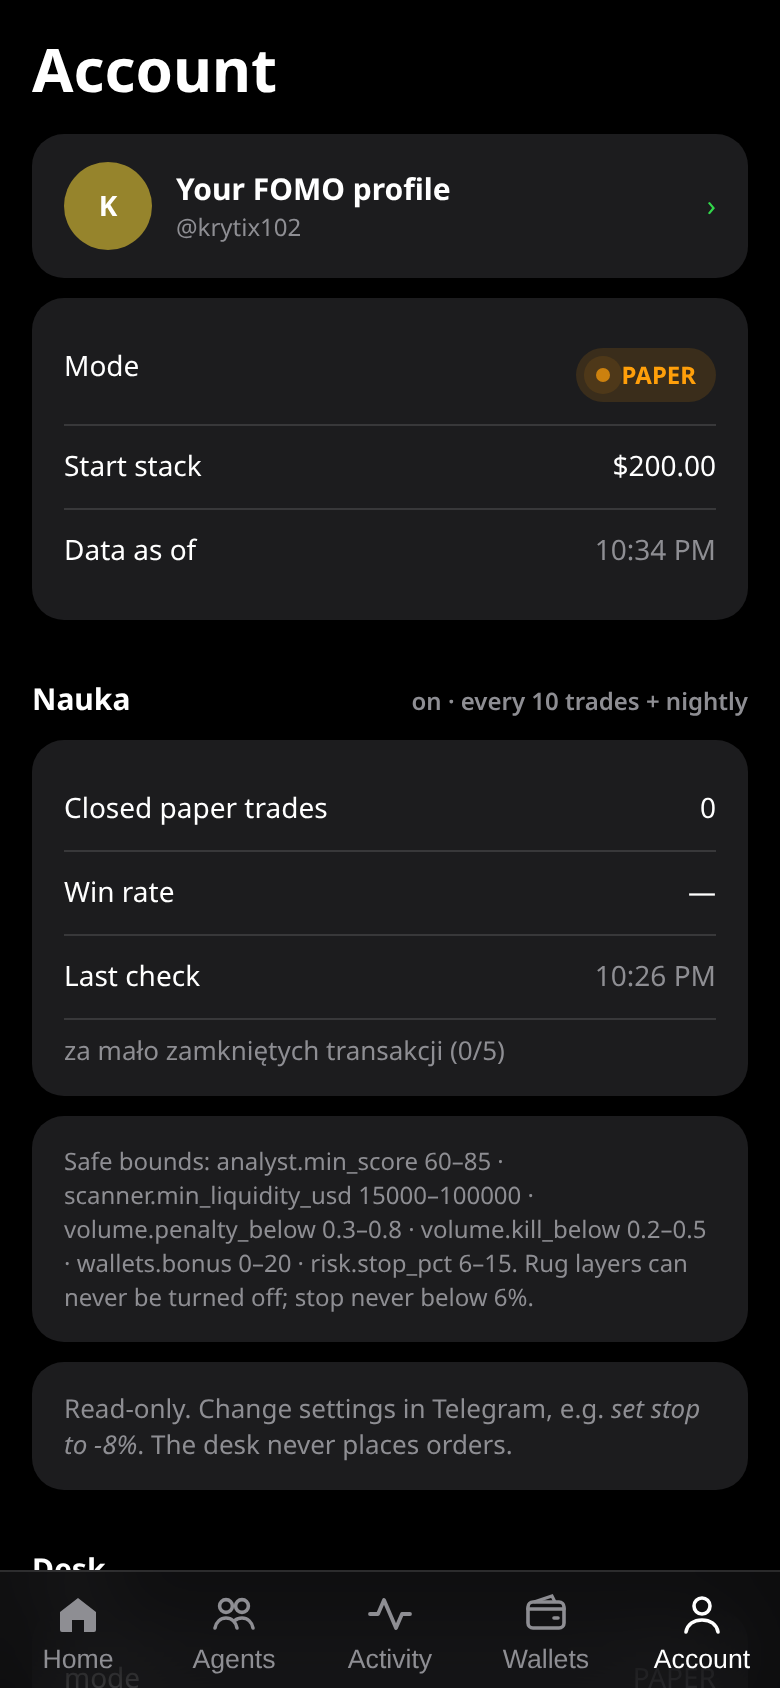 Account
K
Your FOMO profile
@krytix102
›
Mode
PAPER
Start stack
$200.00
Data as of
10:34 PM
Nauka
on · every 10 trades + nightly
Closed paper trades
0
Win rate
—
Last check
10:26 PM
za mało zamkniętych transakcji (0/5)
Safe bounds: analyst.min_score 60–85 ·
scanner.min_liquidity_usd 15000–100000 ·
volume.penalty_below 0.3–0.8 · volume.kill_below 0.2–0.5
· wallets.bonus 0–20 · risk.stop_pct 6–15. Rug layers can
never be turned off; stop never below 6%.
Read-only. Change settings in Telegram, e.g. set stop
to -8%. The desk never places orders.
Desk
mode
PAPER
Home
Agents
Activity
Wallets
Account